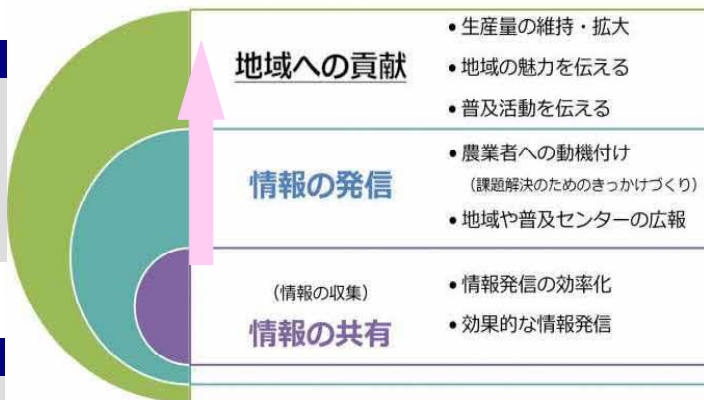 地域への貢献
• 生産量の維持・拡大
• 地域の魅力を伝える
• 普及活動を伝える
情報の発信
• 農業者への動機付け
（課題解決のためのきっかけづくり）
• 地域や普及センターの広報
（情報の収集）
情報の共有
• 情報発信の効率化
• 効果的な情報発信